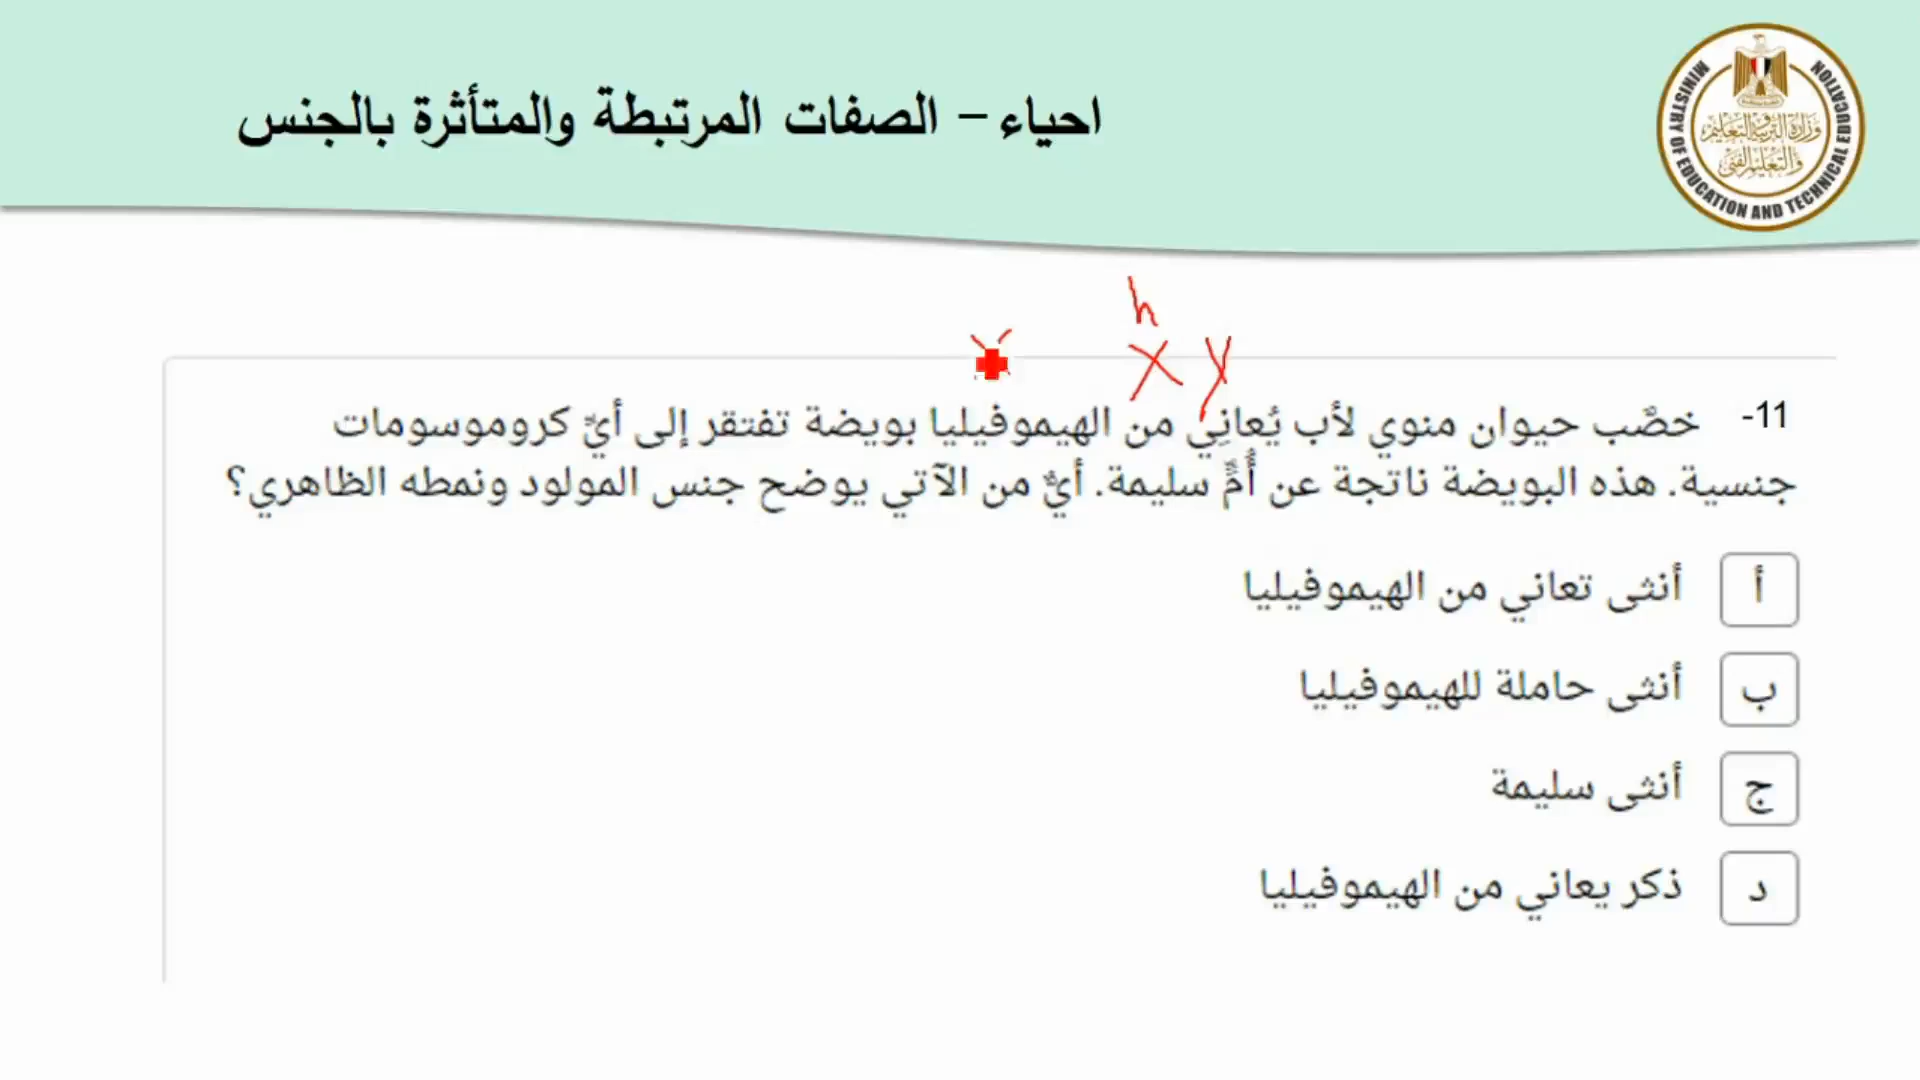 احياء – الصفات المرتبطة والمتأثرة بالجنس
MINISTRY OF EDUCATION AND TECHNICAL EDUCATION
وزارة التربية والتعليم
والتعليم الفني
h
X X y
11- خصَّب حيوان منوي لأب يُعانِي من الهيموفيليا بويضة تفتقر إلى أيِّ كروموسومات
جنسية. هذه البويضة ناتجة عن أُمٍّ سليمة. أيٌّ من الآتي يوضح جنس المولود ونمطه الظاهري؟
أ أنثى تعاني من الهيموفيليا
ب أنثى حاملة للهيموفيليا
ج أنثى سليمة
د ذكر يعاني من الهيموفيليا